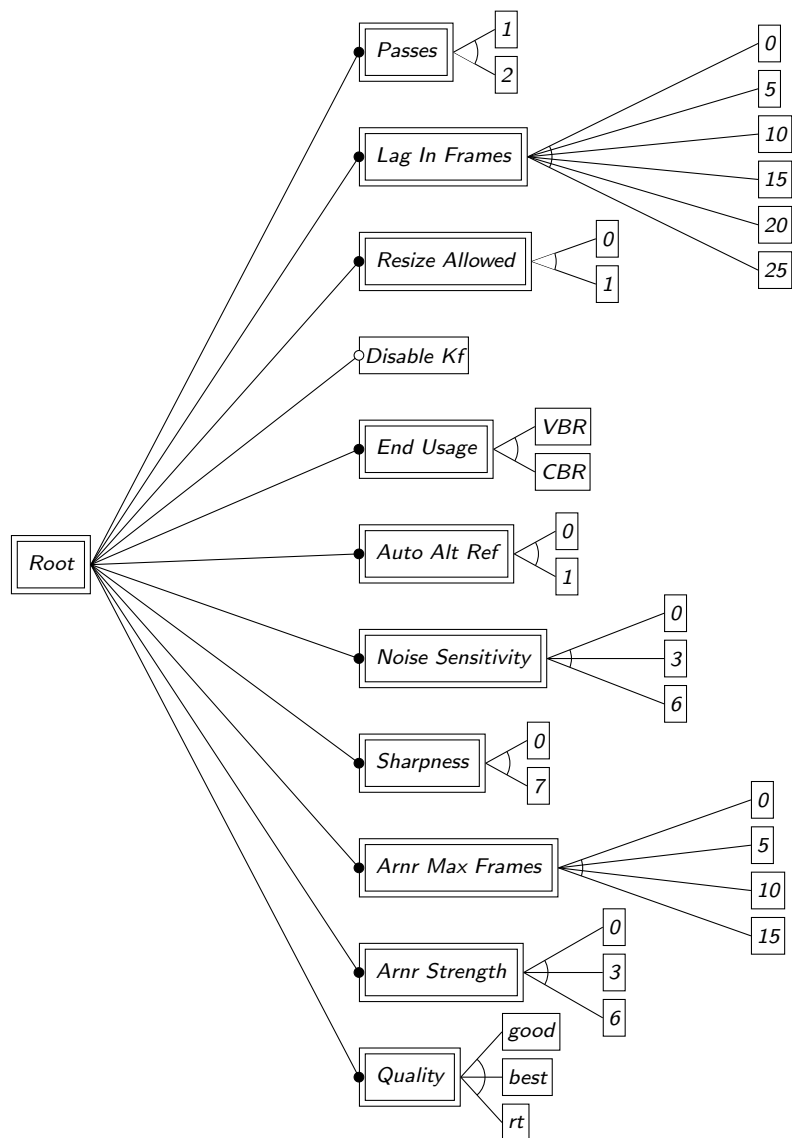 Root
Passes
1
2
Lag In Frames
0
5
10
15
20
25
Resize Allowed
0
1
Disable Kf
End Usage
VBR
CBR
Auto Alt Ref
0
1
Noise Sensitivity
0
3
6
Sharpness
0
7
Arnr Max Frames
0
5
10
15
Arnr Strength
0
3
6
Quality
good
best
rt